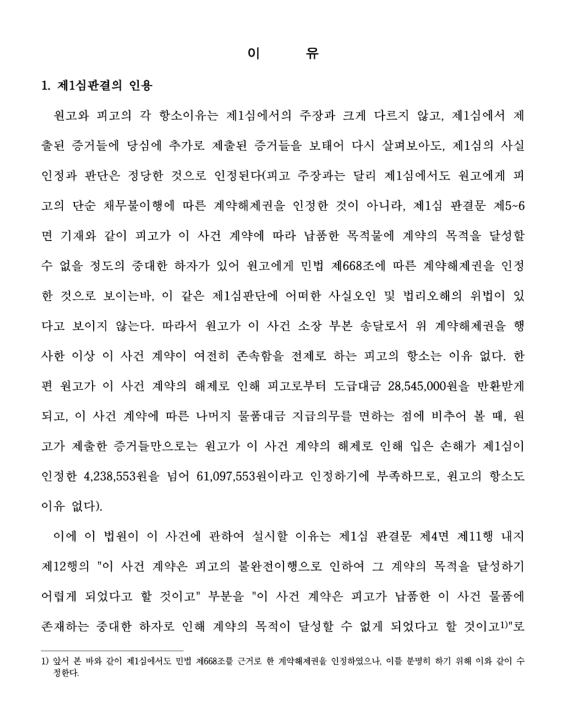 이 유
1. 제1심판결의 인용
원고와 피고의 각 항소이유는 제1심에서의 주장과 크게 다르지 않고, 제1심에서 제
출된 증거들에 당심에 추가로 제출된 증거들을 보태어 다시 살펴보아도, 제1심의 사실
인정과 판단은 정당한 것으로 인정된다(피고 주장과는 달리 제1심에서도 원고에게 피
고의 단순 채무불이행에 따른 계약해제권을 인정한 것이 아니라, 제1심 판결문 제5~6
면 기재와 같이 피고가 이 사건 계약에 따라 납품한 목적물에 계약의 목적을 달성할
수 없을 정도의 중대한 하자가 있어 원고에게 민법 제668조에 따른 계약해제권을 인정
한 것으로 보이는바, 이 같은 제1심판단에 어떠한 사실오인 및 법리오해의 위법이 있
다고 보이지 않는다. 따라서 원고가 이 사건 소장 부본 송달로서 위 계약해제권을 행
사한 이상 이 사건 계약이 여전히 존속함을 전제로 하는 피고의 항소는 이유 없다. 한
편 원고가 이 사건 계약의 해제로 인해 피고로부터 도급대금 28,545,000원을 반환받게
되고, 이 사건 계약에 따른 나머지 물품대금 지급의무를 면하는 점에 비추어 볼 때, 원
고가 제출한 증거들만으로는 원고가 이 사건 계약의 해제로 인해 입은 손해가 제1심이
인정한 4,238,553원을 넘어 61,097,553원이라고 인정하기에 부족하므로, 원고의 항소도
이유 없다).
이에 이 법원이 이 사건에 관하여 설시할 이유는 제1심 판결문 제4면 제11행 내지
제12행의 "이 사건 계약은 피고의 불완전이행으로 인하여 그 계약의 목적을 달성하기
어렵게 되었다고 할 것이고" 부분을 "이 사건 계약은 피고가 납품한 이 사건 물품에
존재하는 중대한 하자로 인해 계약의 목적이 달성할 수 없게 되었다고 할 것이고1)"로
1) 앞서 본 바와 같이 제1심에서도 민법 제668조를 근거로 한 계약해제권을 인정하였으나, 이를 분명히 하기 위해 이와 같이 수
정한다.